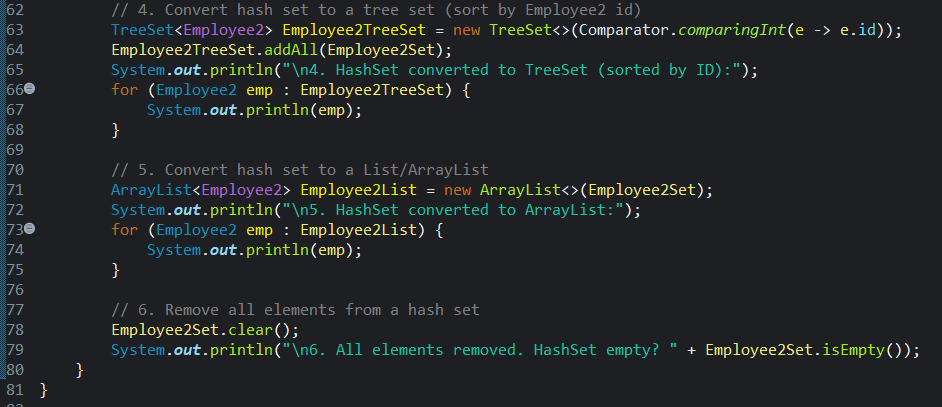 62         // 4. Convert hash set to a tree set (sort by Employee2 id)
63         TreeSet<Employee2> Employee2TreeSet = new TreeSet<>(Comparator.comparingInt(e -> e.id));
64         Employee2TreeSet.addAll(Employee2Set);
65         System.out.println("\n4. HashSet converted to TreeSet (sorted by ID):");
66         for (Employee2 emp : Employee2TreeSet) {
67             System.out.println(emp);
68         }
69
70         // 5. Convert hash set to a List/ArrayList
71         ArrayList<Employee2> Employee2List = new ArrayList<>(Employee2Set);
72         System.out.println("\n5. HashSet converted to ArrayList:");
73         for (Employee2 emp : Employee2List) {
74             System.out.println(emp);
75         }
76
77         // 6. Remove all elements from a hash set
78         Employee2Set.clear();
79         System.out.println("\n6. All elements removed. HashSet empty? " + Employee2Set.isEmpty());
80     }
81 }